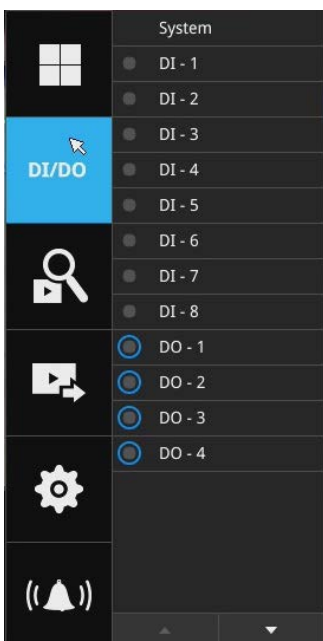 System
DI - 1
DI - 2
DI/DO
DI - 3
DI - 4
DI - 5
DI - 6
DI - 7
DI - 8
DO - 1
DO - 2
DO - 3
DO - 4